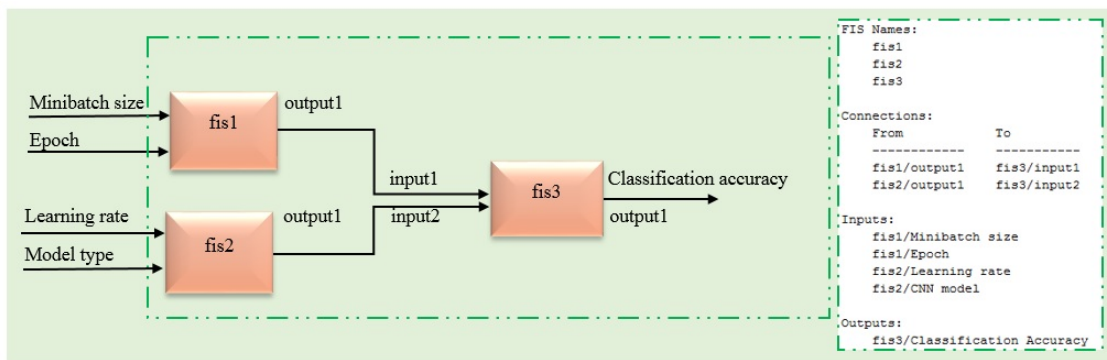 Minibatch size
output1
fis1
Epoch
input1
fis3
Classification accuracy
output1
Learning rate
output1
input2
fis2
Model type
FIS Names:
fis1
fis2
fis3
Connections:
From To
------------ -----------
fis1/output1 fis3/input1
fis2/output1 fis3/input2
Inputs:
fis1/Minibatch size
fis1/Epoch
fis2/Learning rate
fis2/CNN model
Outputs:
fis3/Classification Accuracy